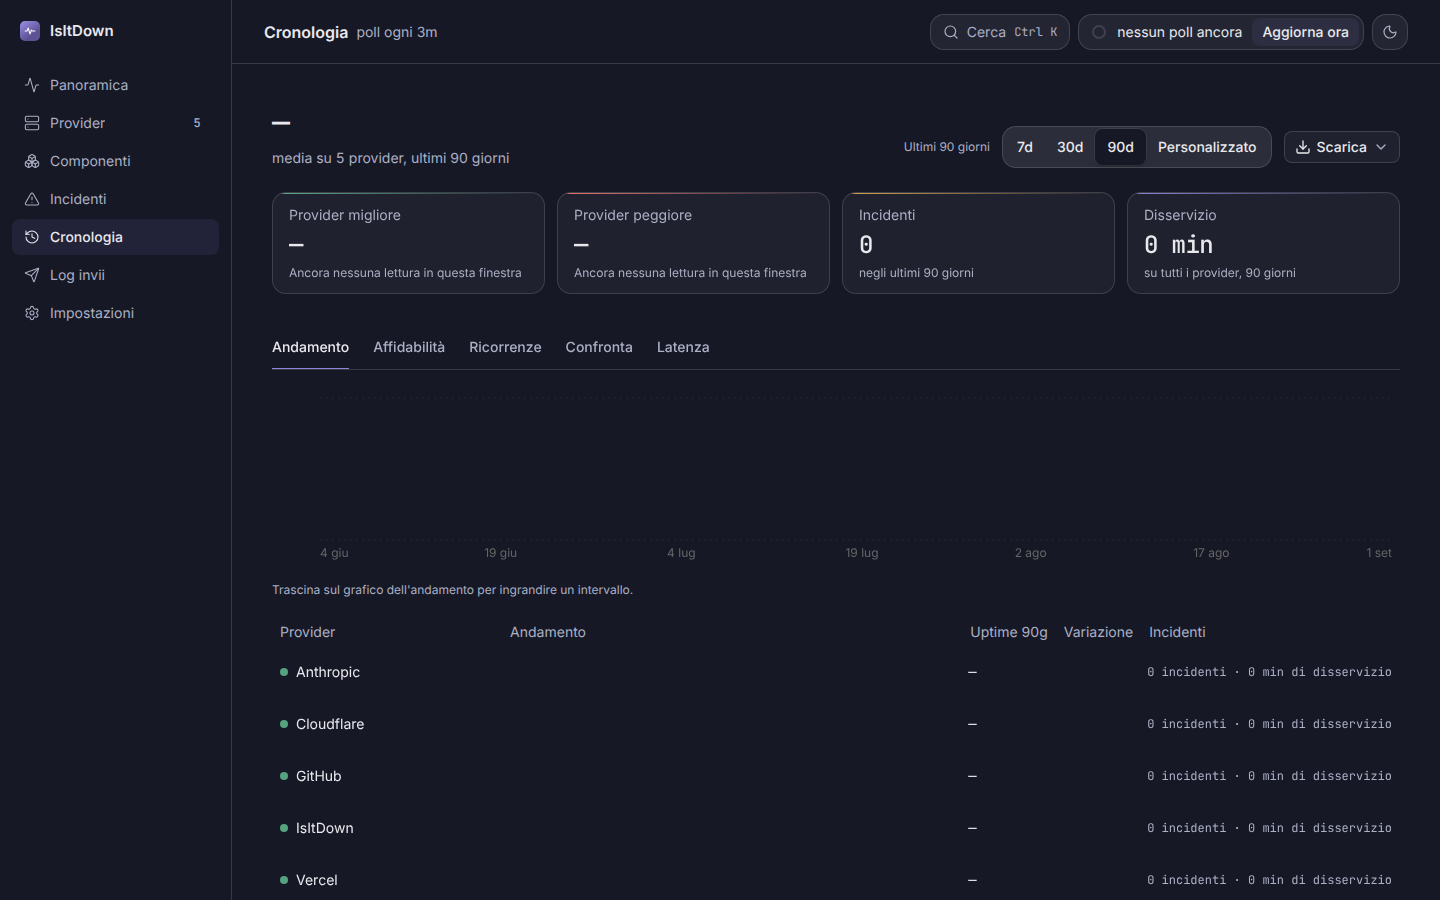 IsItDown
Panoramica
Provider 5
Componenti
Incidenti
Cronologia
Log invii
Impostazioni
Cronologia poll ogni 3m
Cerca Ctrl K
nessun poll ancora Aggiorna ora
—
media su 5 provider, ultimi 90 giorni
Ultimi 90 giorni 7d 30d 90d Personalizzato Scarica
Provider migliore
—
Ancora nessuna lettura in questa finestra
Provider peggiore
—
Ancora nessuna lettura in questa finestra
Incidenti
0
negli ultimi 90 giorni
Disservizio
0 min
su tutti i provider, 90 giorni
Andamento Affidabilità Ricorrenze Confronta Latenza
4 giu 19 giu 4 lug 19 lug 2 ago 17 ago 1 set
Trascina sul grafico dell'andamento per ingrandire un intervallo.
Provider Andamento Uptime 90g Variazione Incidenti
Anthropic — 0 incidenti · 0 min di disservizio
Cloudflare — 0 incidenti · 0 min di disservizio
GitHub — 0 incidenti · 0 min di disservizio
IsItDown — 0 incidenti · 0 min di disservizio
Vercel — 0 incidenti · 0 min di disservizio